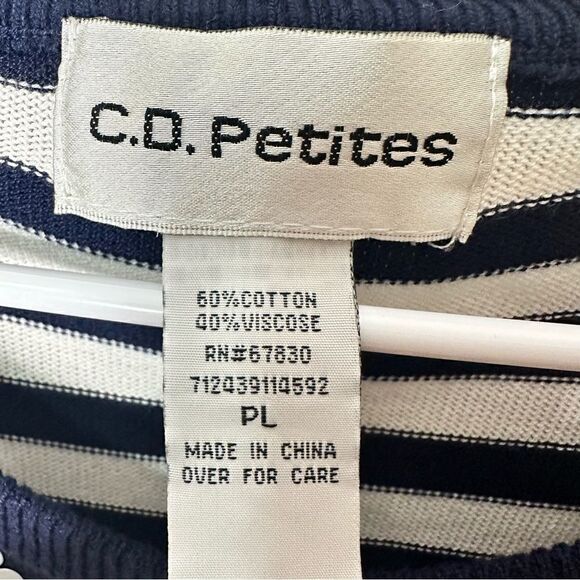 C.D. Petites
60%COTTON
40%VISCOSE
RN#67830
712439114592
PL
MADE IN CHINA
OVER FOR CARE